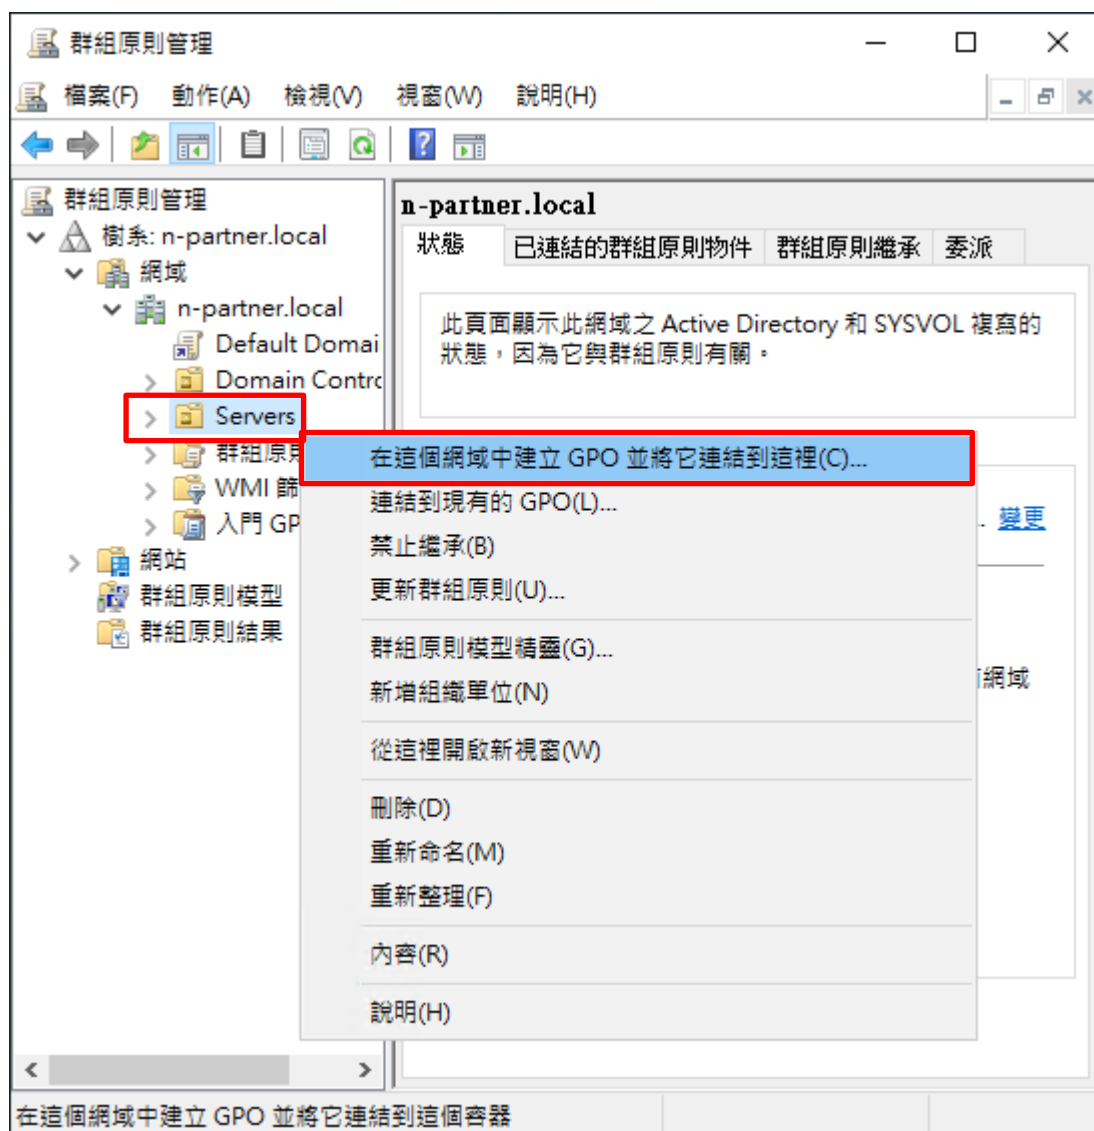 群組原則管理
檔案(F) 動作(A) 檢視(V) 視窗(W) 說明(H)
群組原則管理
樹系: n-partner.local
網域
n-partner.local
Default Domai
Domain Contro
Servers
群組原則
WMI 篩
入門 GP
網站
群組原則模型
群組原則結果
n-partner.local
狀態 已連結的群組原則物件 群組原則繼承 委派
此頁面顯示此網域之 Active Directory 和 SYSVOL 複寫的
狀態，因為它與群組原則有關。
變更
網域
在這個網域中建立 GPO 並將它連結到這裡(C)...
連結到現有的 GPO(L)...
禁止繼承(B)
更新群組原則(U)...
群組原則模型精靈(G)...
新增組織單位(N)
從這裡開啟新視窗(W)
刪除(D)
重新命名(M)
重新整理(F)
內容(R)
說明(H)
在這個網域中建立 GPO 並將它連結到這個容器